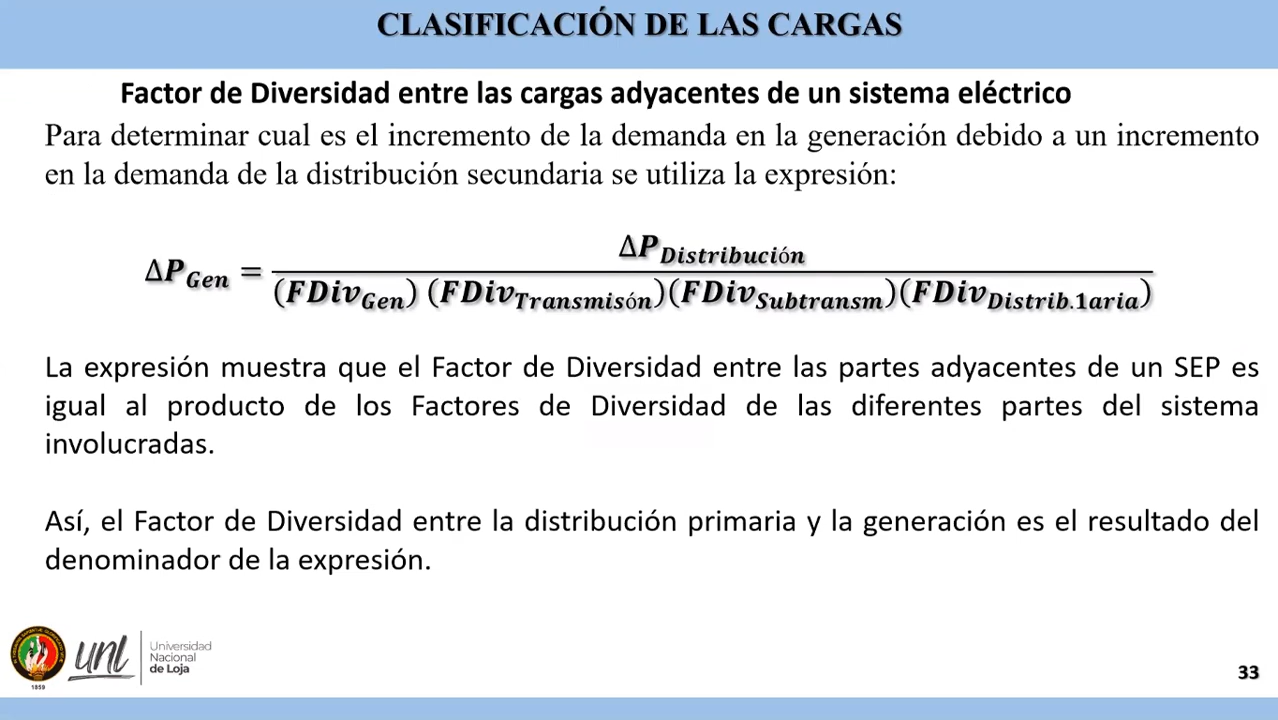 CLASIFICACIÓN DE LAS CARGAS
Factor de Diversidad entre las cargas adyacentes de un sistema eléctrico
Para determinar cual es el incremento de la demanda en la generación debido a un incremento
en la demanda de la distribución secundaria se utiliza la expresión:
ΔP_Distribución
ΔP_Gen =
(FDiv_Gen) (FDiv_Transmisón)(FDiv_Subtransm)(FDiv_Distrib.1aria)
La expresión muestra que el Factor de Diversidad entre las partes adyacentes de un SEP es
igual al producto de los Factores de Diversidad de las diferentes partes del sistema
involucradas.
Así, el Factor de Diversidad entre la distribución primaria y la generación es el resultado del
denominador de la expresión.
unl
Universidad
Nacional
de Loja
1859
33